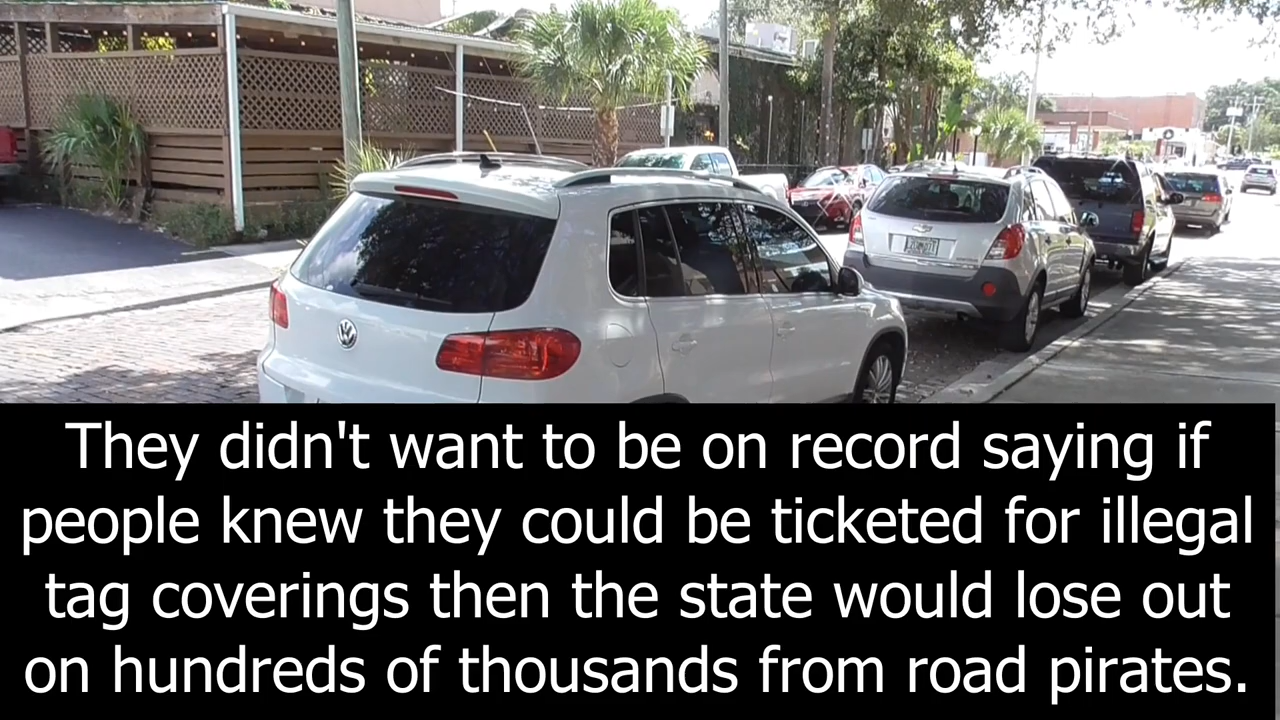 They didn't want to be on record saying if
people knew they could be ticketed for illegal
tag coverings then the state would lose out
on hundreds of thousands from road pirates.